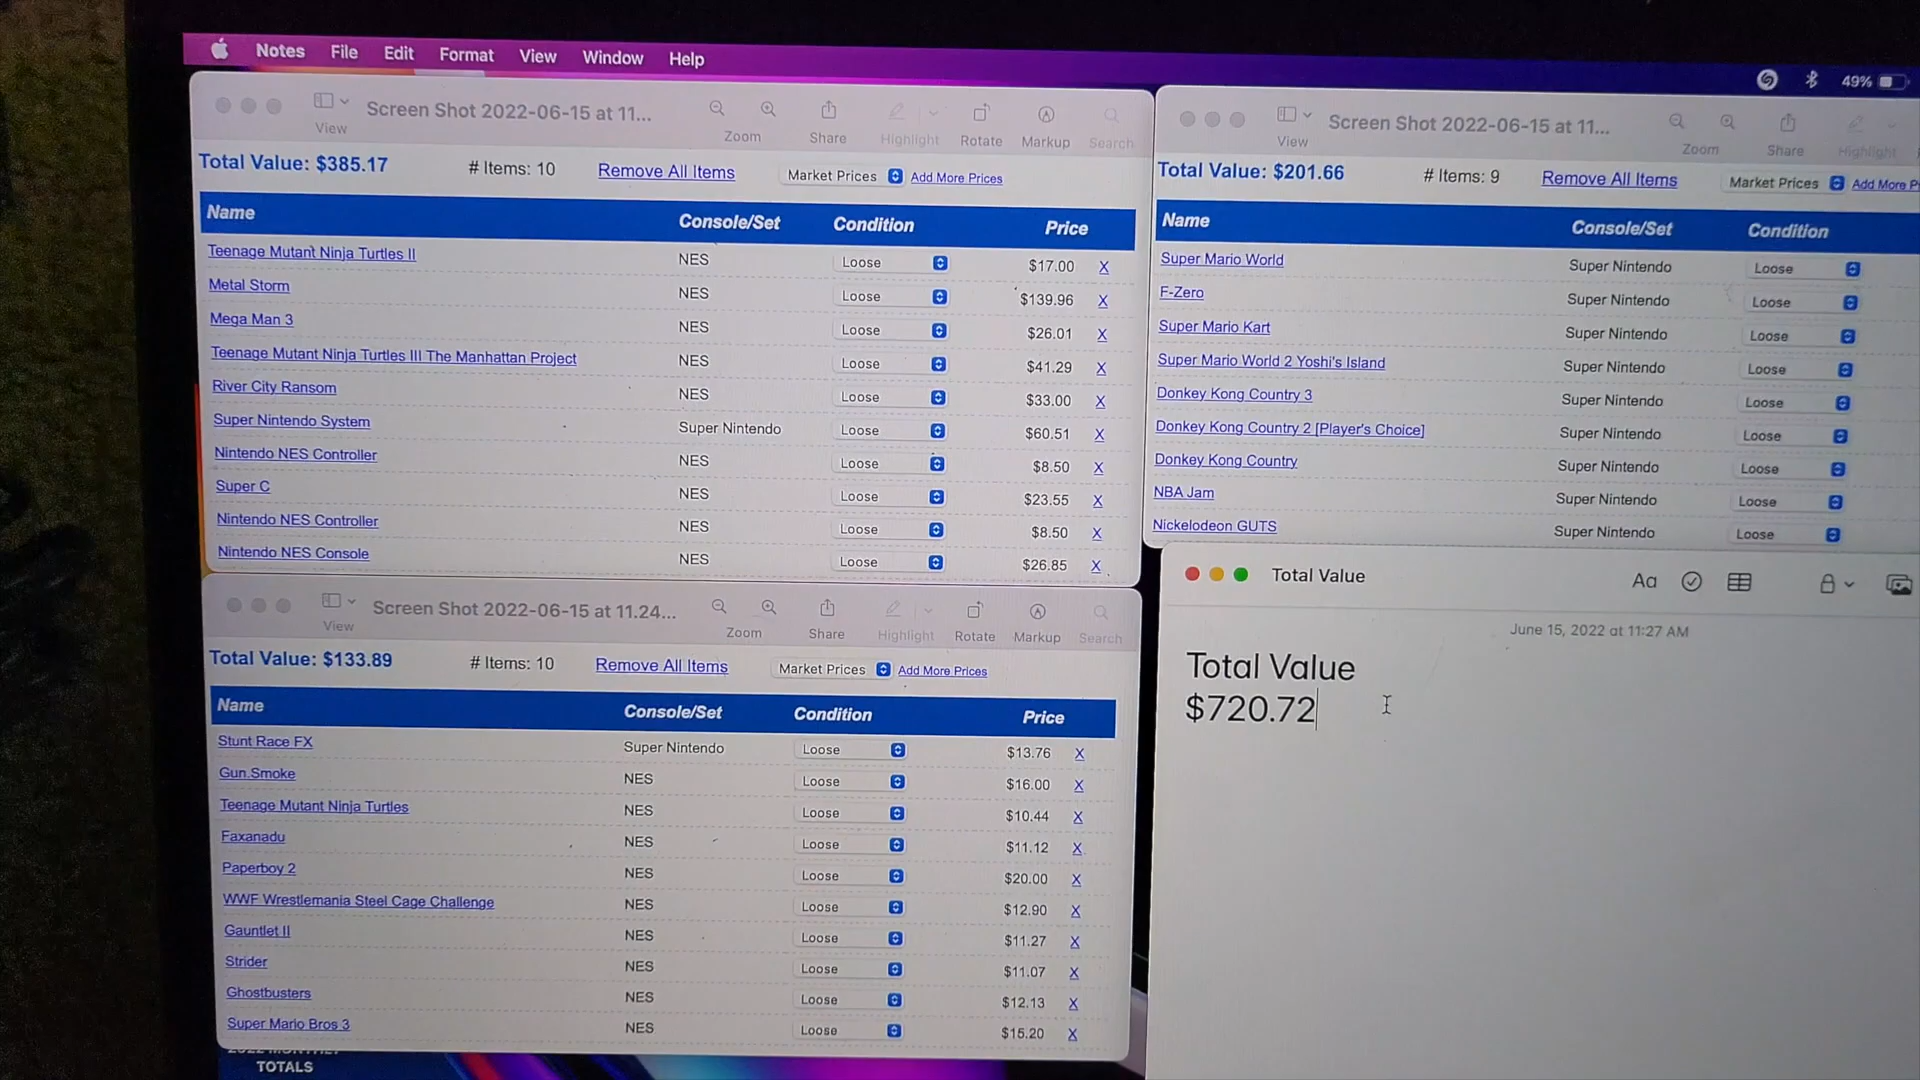 Notes File Edit Format View Window Help
49%
Screen Shot 2022-06-15 at 11...
View Zoom Share Highlight Rotate Markup Search
Total Value: $385.17 # Items: 10 Remove All Items Market Prices Add More Prices
Name Console/Set Condition Price
Teenage Mutant Ninja Turtles II NES Loose $17.00 X
Metal Storm NES Loose $139.96 X
Mega Man 3 NES Loose $26.01 X
Teenage Mutant Ninja Turtles III The Manhattan Project NES Loose $41.29 X
River City Ransom NES Loose $33.00 X
Super Nintendo System Super Nintendo Loose $60.51 X
Nintendo NES Controller NES Loose $8.50 X
Super C NES Loose $23.55 X
Nintendo NES Controller NES Loose $8.50 X
Nintendo NES Console NES Loose $26.85 X
Screen Shot 2022-06-15 at 11...
View Zoom Share Highlight
Total Value: $201.66 # Items: 9 Remove All Items Market Prices Add More P
Name Console/Set Condition
Super Mario World Super Nintendo Loose
F-Zero Super Nintendo Loose
Super Mario Kart Super Nintendo Loose
Super Mario World 2 Yoshi's Island Super Nintendo Loose
Donkey Kong Country 3 Super Nintendo Loose
Donkey Kong Country 2 [Player's Choice] Super Nintendo Loose
Donkey Kong Country Super Nintendo Loose
NBA Jam Super Nintendo Loose
Nickelodeon GUTS Super Nintendo Loose
Screen Shot 2022-06-15 at 11.24...
View Zoom Share Highlight Rotate Markup Search
Total Value: $133.89 # Items: 10 Remove All Items Market Prices Add More Prices
Name Console/Set Condition Price
Stunt Race FX Super Nintendo Loose $13.76 X
Gun.Smoke NES Loose $16.00 X
Teenage Mutant Ninja Turtles NES Loose $10.44 X
Faxanadu NES Loose $11.12 X
Paperboy 2 NES Loose $20.00 X
WWF Wrestlemania Steel Cage Challenge NES Loose $12.90 X
Gauntlet II NES Loose $11.27 X
Strider NES Loose $11.07 X
Ghostbusters NES Loose $12.13 X
Super Mario Bros 3 NES Loose $15.20 X
Total Value Aa
June 15, 2022 at 11:27 AM
Total Value
$720.72
2022 MONTHLY
TOTALS